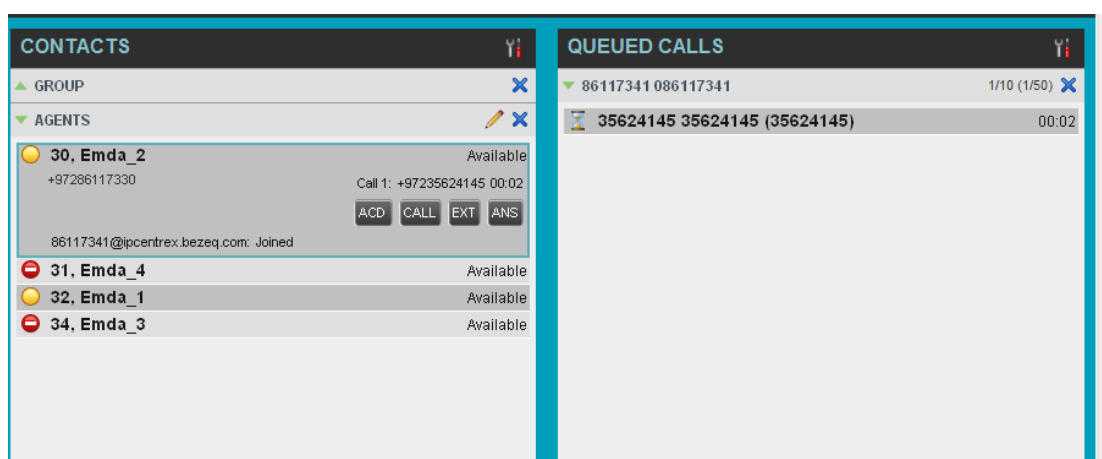 CONTACTS
GROUP
AGENTS
30, Emda_2 Available
+97286117330 Call 1: +97235624145 00:02
ACD CALL EXT ANS
86117341@ipcentrex.bezeq.com: Joined
31, Emda_4 Available
32, Emda_1 Available
34, Emda_3 Available
QUEUED CALLS
86117341 086117341 1/10 (1/50)
35624145 35624145 (35624145) 00:02